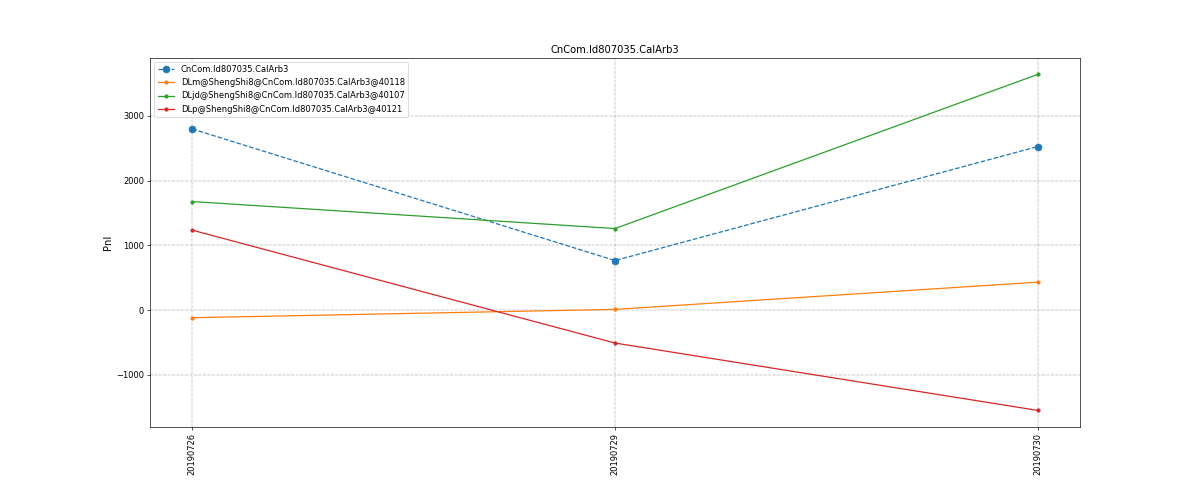 CnCom.Id807035.CalArb3
CnCom.Id807035.CalArb3
DLm@ShengShi8@CnCom.Id807035.CalArb3@40118
DLjd@ShengShi8@CnCom.Id807035.CalArb3@40107
DLp@ShengShi8@CnCom.Id807035.CalArb3@40121
3000
2000
1000
0
−1000
Pnl
20190726
20190729
20190730